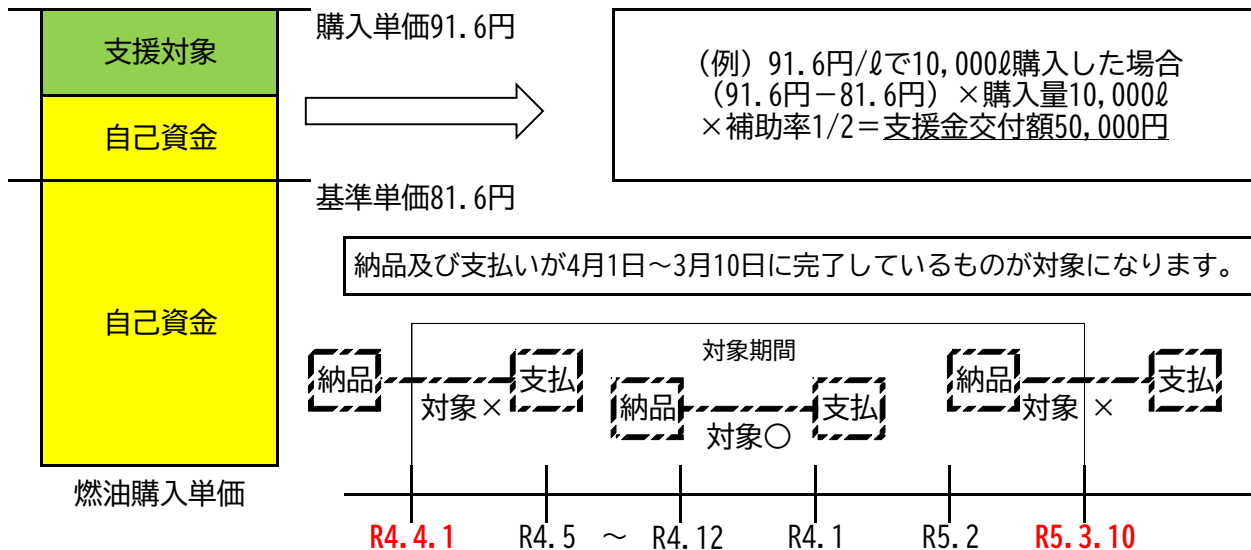 支援対象
自己資金
自己資金
燃油購入単価
購入単価91.6円
基準単価81.6円
(例) 91.6円/ℓで10,000ℓ購入した場合
(91.6円－81.6円) ×購入量10,000ℓ
×補助率1/2＝支援金交付額50,000円
納品及び支払いが4月1日～3月10日に完了しているものが対象になります。
対象期間
納品 対象× 支払
納品 対象〇 支払
納品 対象 × 支払
R4.4.1 R4.5 ～ R4.12 R4.1 R5.2 R5.3.10